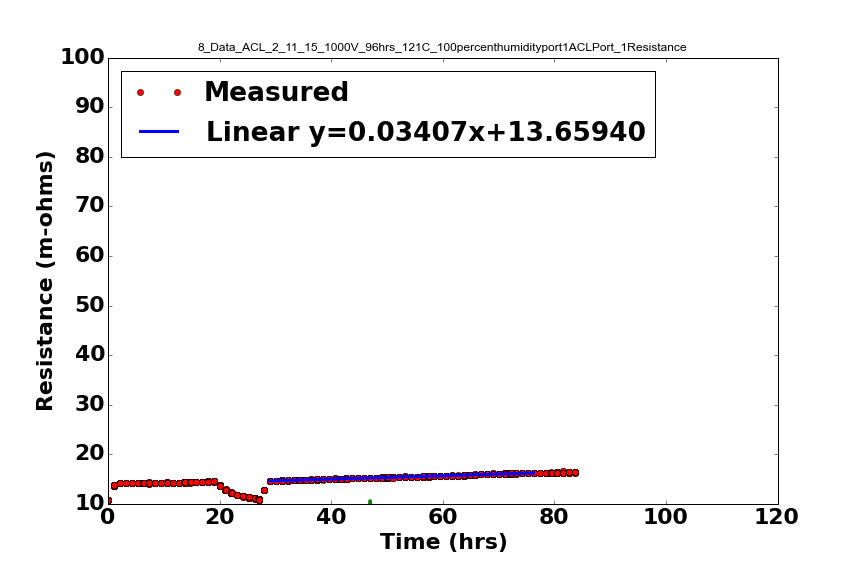 8_Data_ACL_2_11_15_1000V_96hrs_121C_100percenthumidityport1ACLPort_1Resistance
100
Measured
90
Linear y=0.03407x+13.65940
80
70
60
50
40
30
20
10
Resistance (m-ohms)
0 20 40 60 80 100 120
Time (hrs)